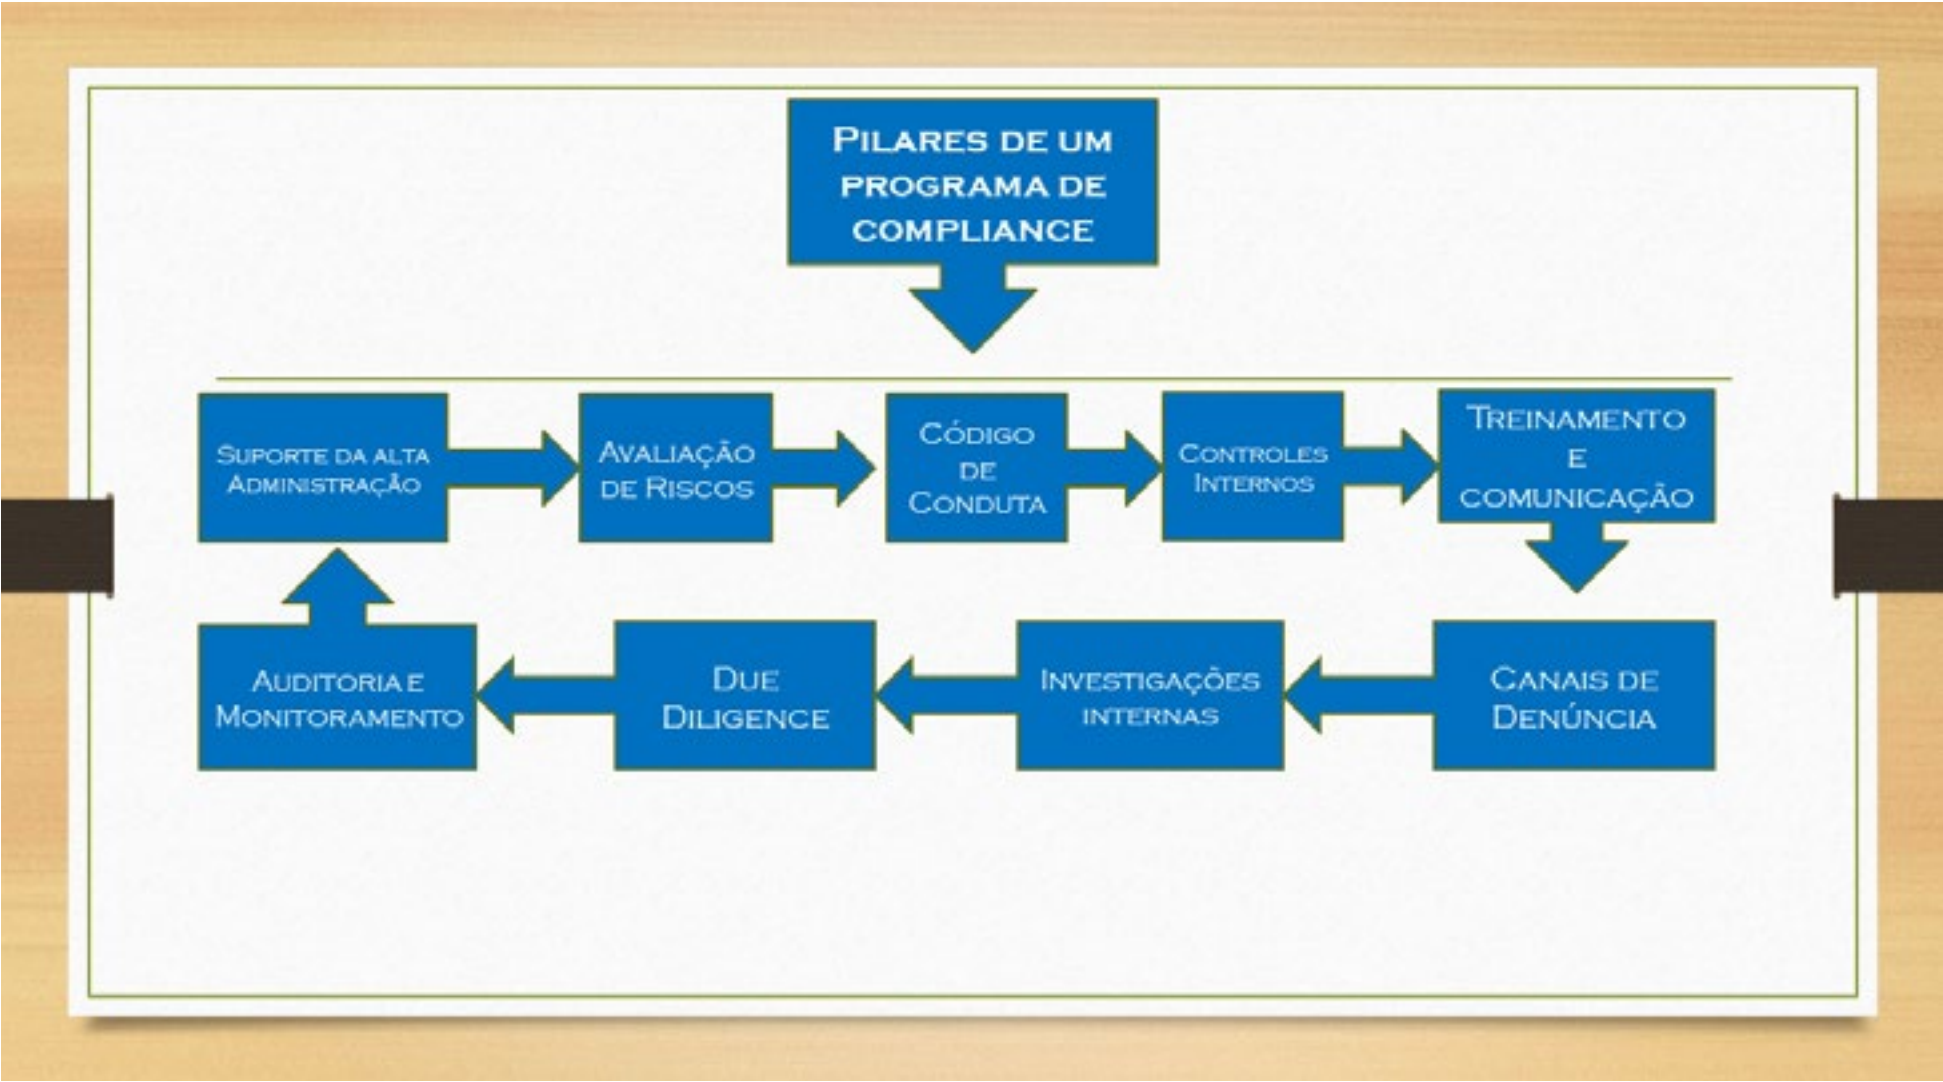 Pilares de um
programa de
compliance
Suporte da alta
Administração
Avaliação
de Riscos
Código
de
Conduta
Controles
Internos
Treinamento
e
comunicação
Canais de
Denúncia
Investigações
internas
Due
Diligence
Auditoria e
Monitoramento